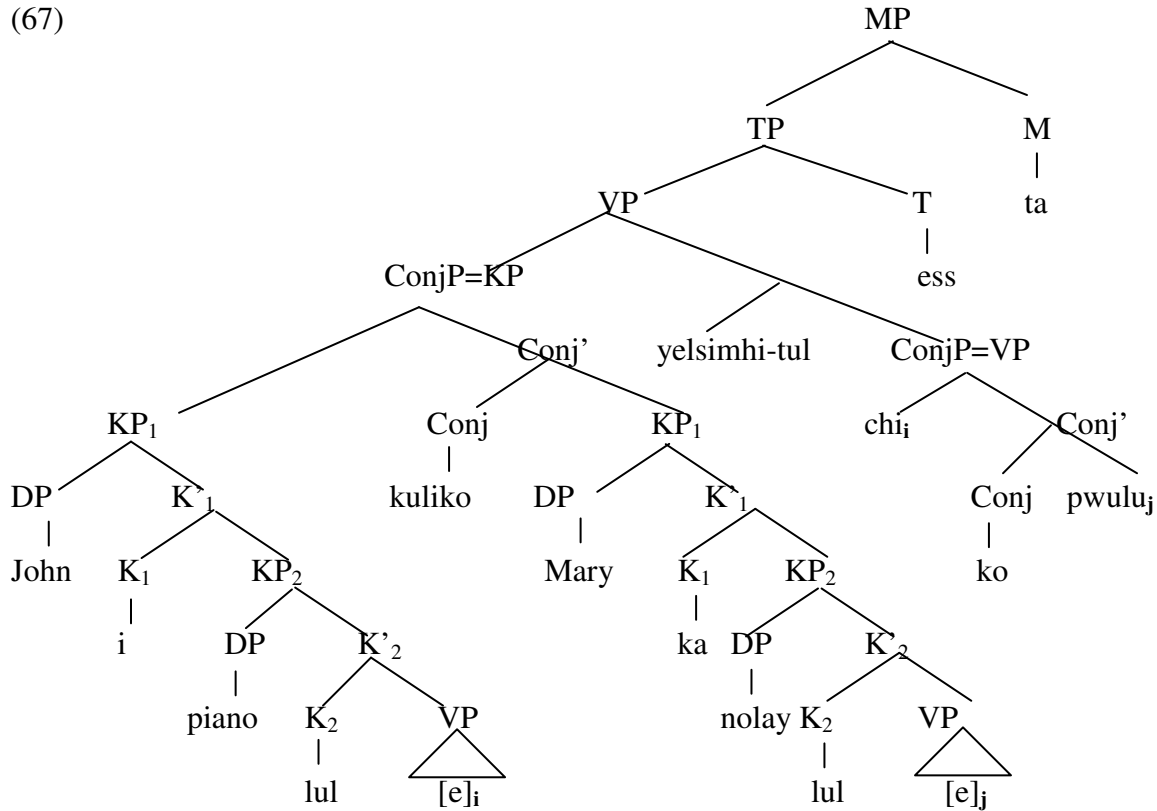 (67) MP
TP M
VP T ta
ConjP=KP ess
Conj’ yelsimhi-tul ConjP=VP
KP₁ Conj KP₁ chiᵢ Conj’
DP K’₁ kuliko DP K’₁ Conj pwuluⱼ
John K₁ KP₂ Mary K₁ KP₂ ko
i DP K’₂ ka DP K’₂
piano K₂ VP nolay K₂ VP
lul [e]ᵢ lul [e]ⱼ